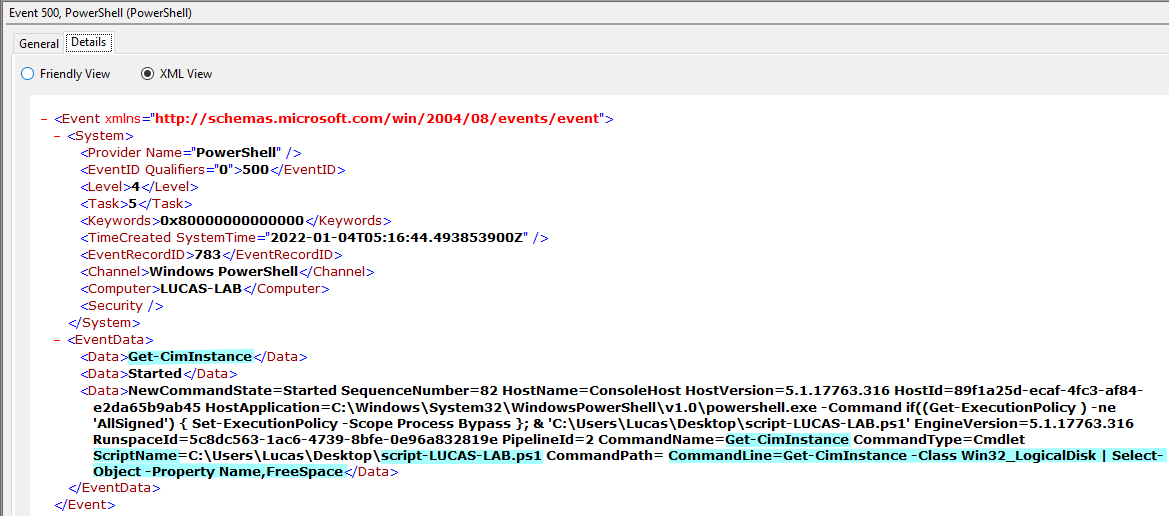 Event 500, PowerShell (PowerShell)
General Details
Friendly View XML View
– <Event xmlns="http://schemas.microsoft.com/win/2004/08/events/event">
– <System>
<Provider Name="PowerShell" />
<EventID Qualifiers="0">500</EventID>
<Level>4</Level>
<Task>5</Task>
<Keywords>0x80000000000000</Keywords>
<TimeCreated SystemTime="2022-01-04T05:16:44.493853900Z" />
<EventRecordID>783</EventRecordID>
<Channel>Windows PowerShell</Channel>
<Computer>LUCAS-LAB</Computer>
<Security />
</System>
– <EventData>
<Data>Get-CimInstance</Data>
<Data>Started</Data>
<Data>NewCommandState=Started SequenceNumber=82 HostName=ConsoleHost HostVersion=5.1.17763.316 HostId=89f1a25d-ecaf-4fc3-af84-
e2da65b9ab45 HostApplication=C:\Windows\System32\WindowsPowerShell\v1.0\powershell.exe -Command if((Get-ExecutionPolicy ) -ne
'AllSigned') { Set-ExecutionPolicy -Scope Process Bypass }; & 'C:\Users\Lucas\Desktop\script-LUCAS-LAB.ps1' EngineVersion=5.1.17763.316
RunspaceId=5c8dc563-1ac6-4739-8bfe-0e96a832819e PipelineId=2 CommandName=Get-CimInstance CommandType=Cmdlet
ScriptName=C:\Users\Lucas\Desktop\script-LUCAS-LAB.ps1 CommandPath= CommandLine=Get-CimInstance -Class Win32_LogicalDisk | Select-
Object -Property Name,FreeSpace</Data>
</EventData>
</Event>